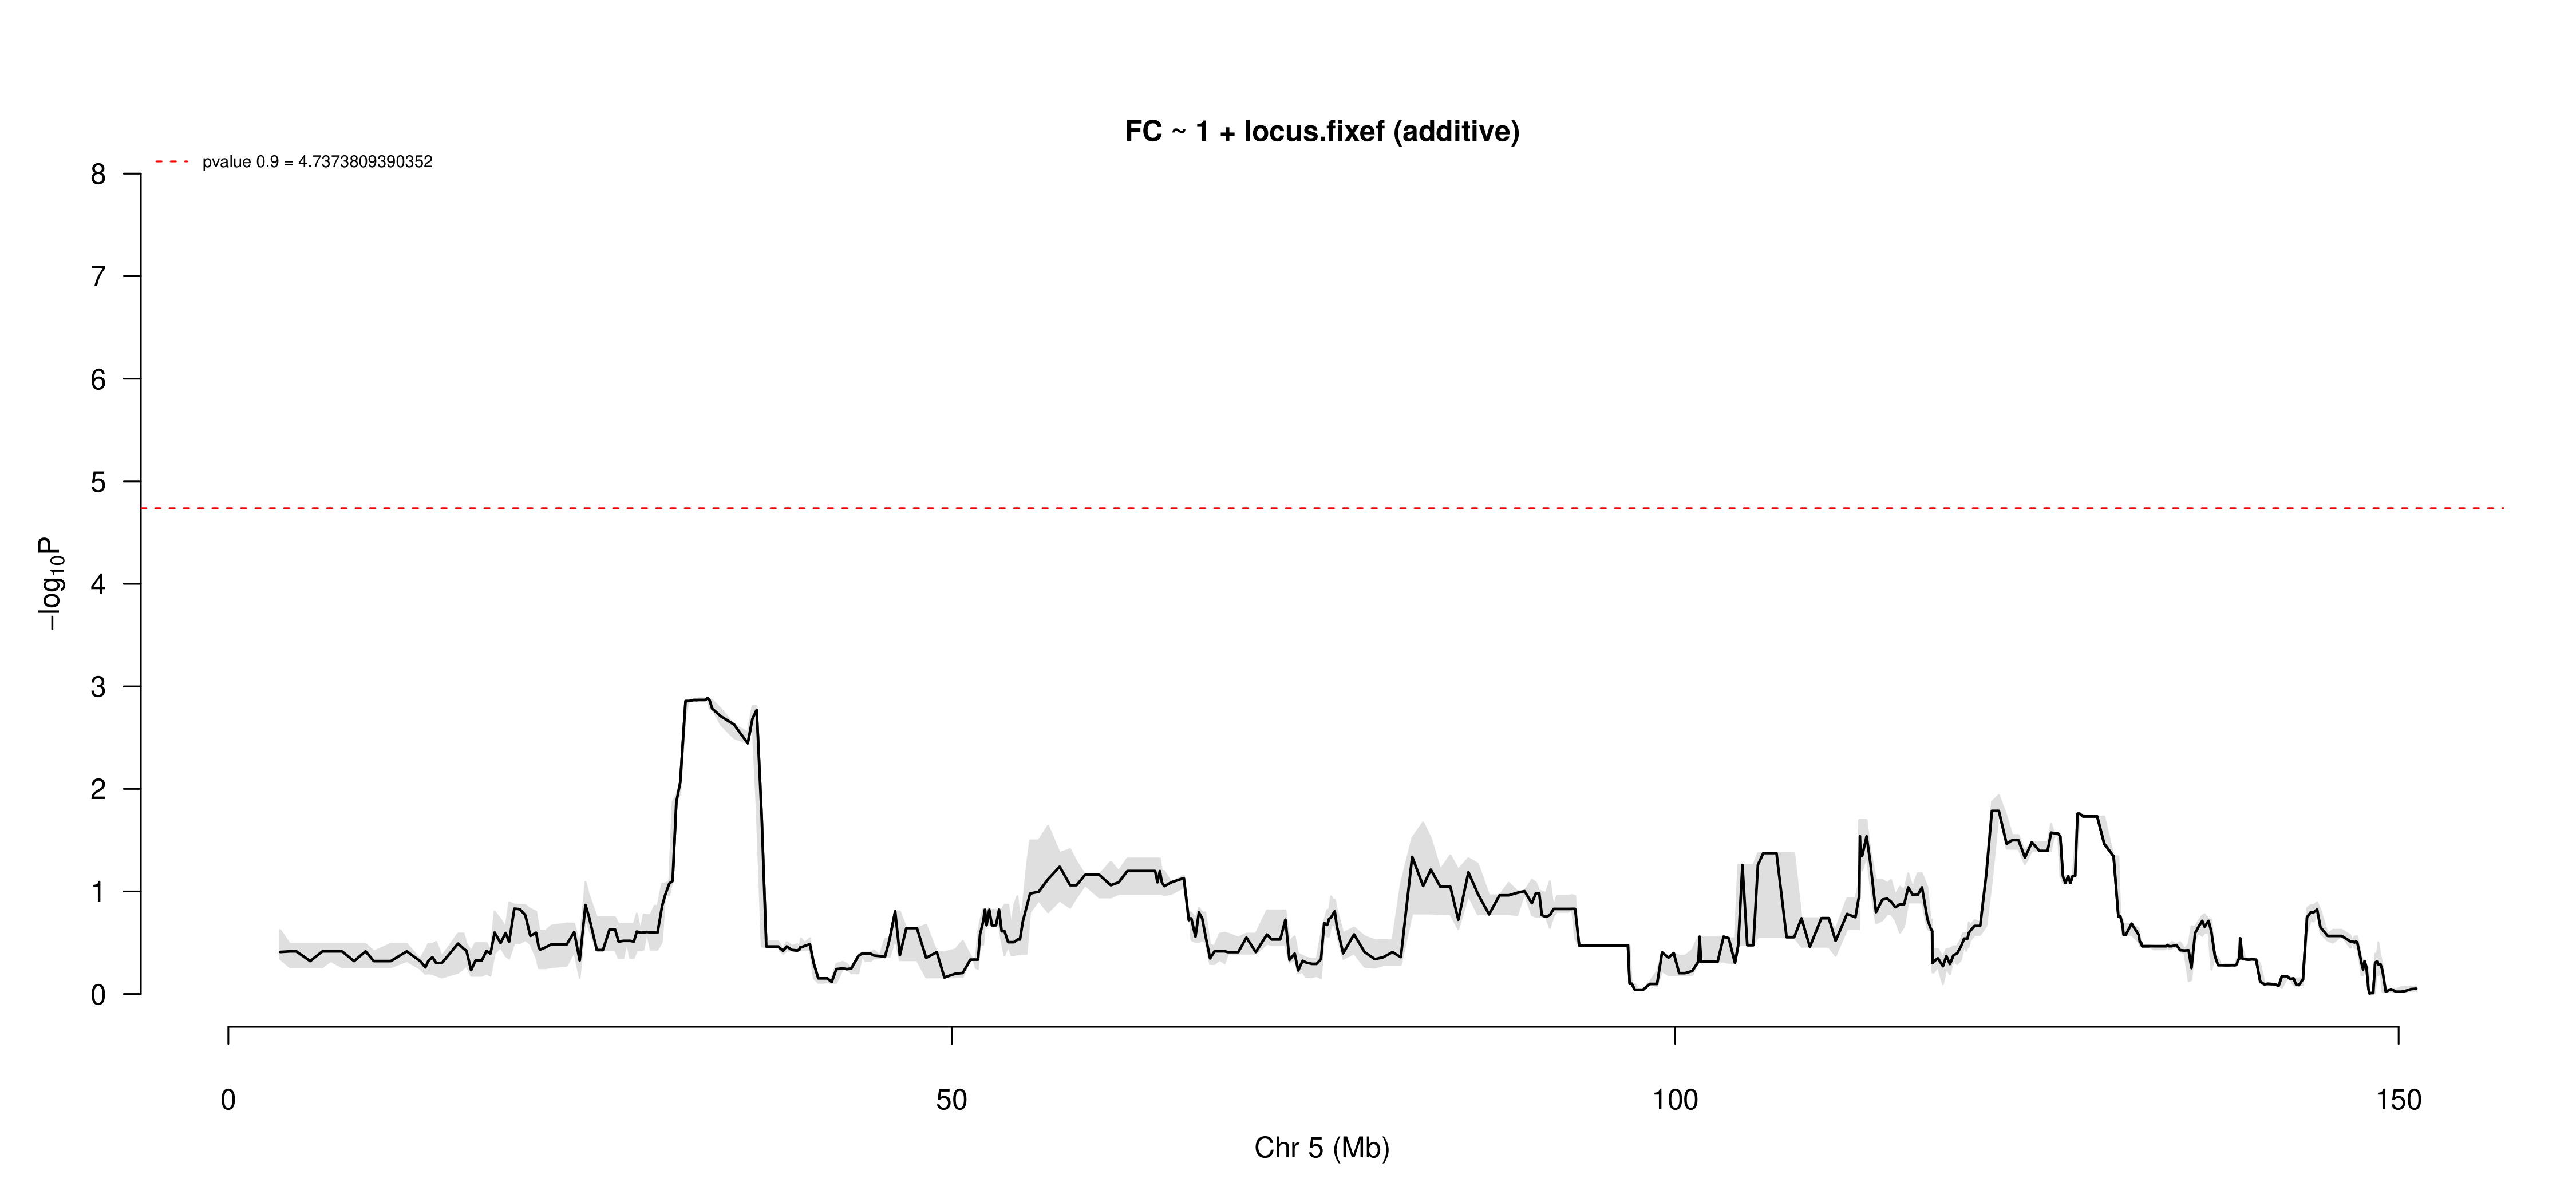 FC ~ 1 + locus.fixef (additive)
pvalue 0.9 = 4.7373809390352
8
7
6
5
4
3
2
1
0
−log10P
0 50 100 150
Chr 5 (Mb)